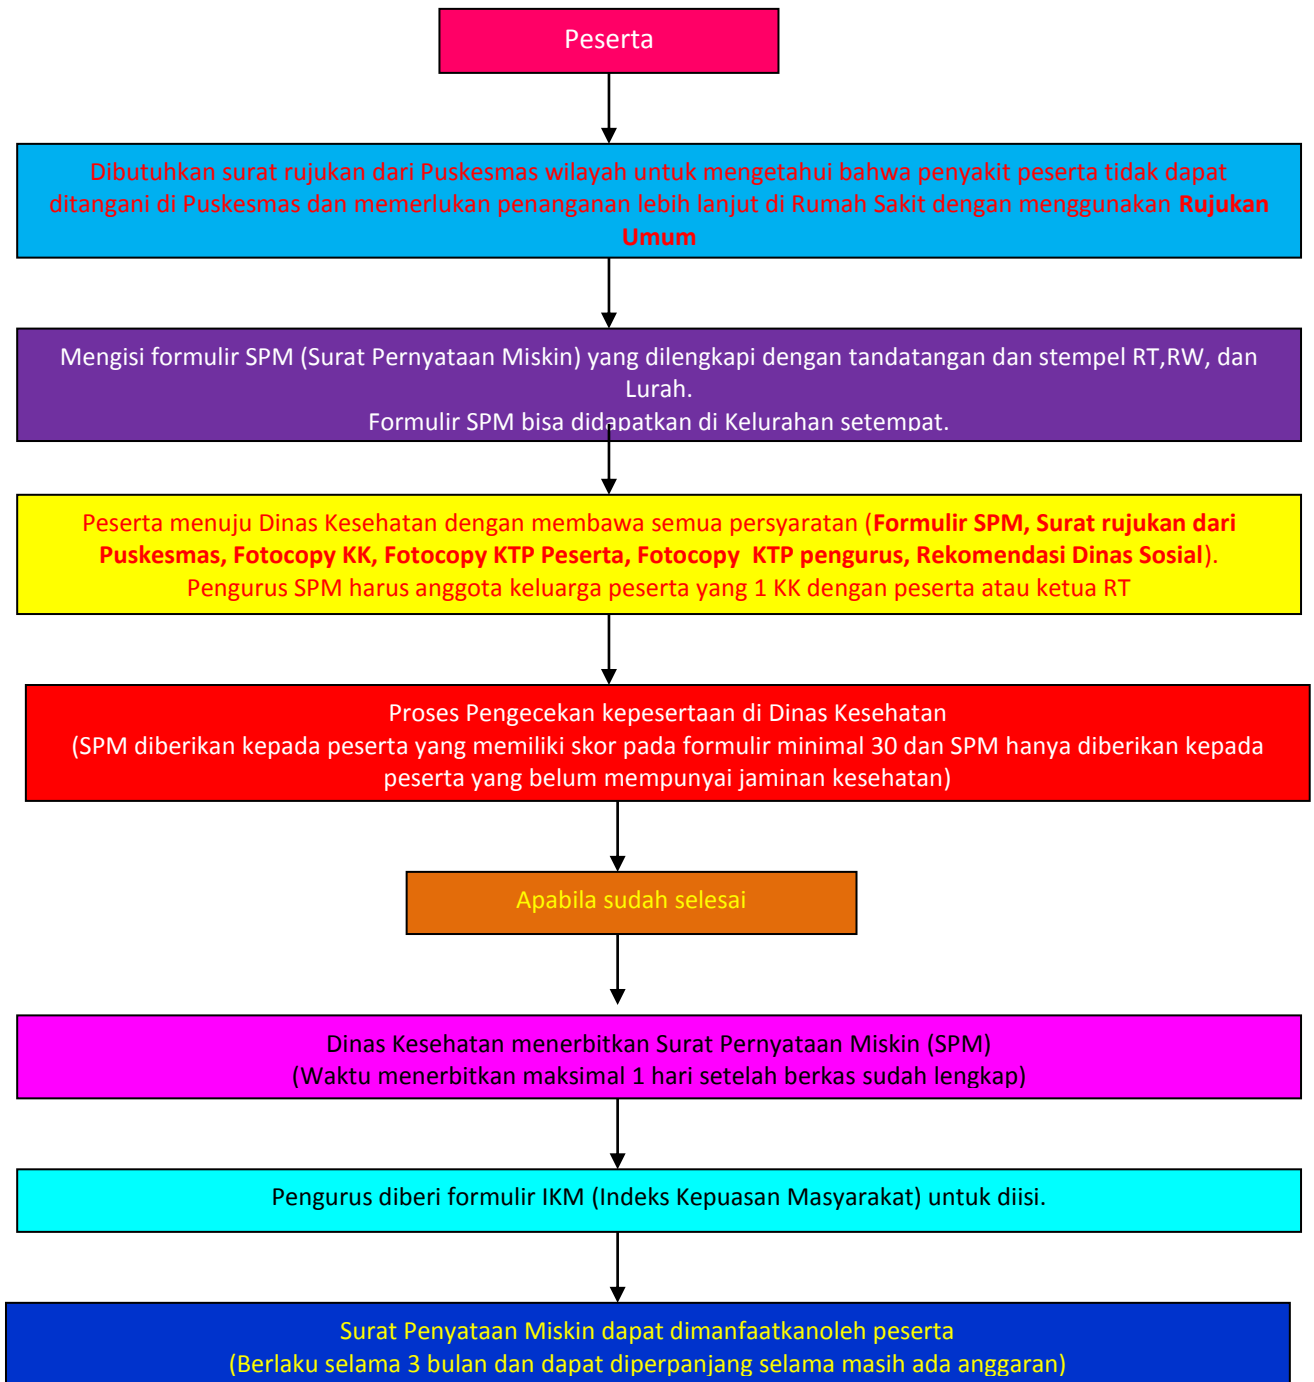 Peserta
Dibutuhkan surat rujukan dari Puskesmas wilayah untuk mengetahui bahwa penyakit peserta tidak dapat
ditangani di Puskesmas dan memerlukan penanganan lebih lanjut di Rumah Sakit dengan menggunakan Rujukan
Umum
Mengisi formulir SPM (Surat Pernyataan Miskin) yang dilengkapi dengan tandatangan dan stempel RT,RW, dan
Lurah.
Formulir SPM bisa didapatkan di Kelurahan setempat.
Peserta menuju Dinas Kesehatan dengan membawa semua persyaratan (Formulir SPM, Surat rujukan dari
Puskesmas, Fotocopy KK, Fotocopy KTP Peserta, Fotocopy KTP pengurus, Rekomendasi Dinas Sosial).
Pengurus SPM harus anggota keluarga peserta yang 1 KK dengan peserta atau ketua RT
Proses Pengecekan kepesertaan di Dinas Kesehatan
(SPM diberikan kepada peserta yang memiliki skor pada formulir minimal 30 dan SPM hanya diberikan kepada
peserta yang belum mempunyai jaminan kesehatan)
Apabila sudah selesai
Dinas Kesehatan menerbitkan Surat Pernyataan Miskin (SPM)
(Waktu menerbitkan maksimal 1 hari setelah berkas sudah lengkap)
Pengurus diberi formulir IKM (Indeks Kepuasan Masyarakat) untuk diisi.
Surat Penyataan Miskin dapat dimanfaatkanoleh peserta
(Berlaku selama 3 bulan dan dapat diperpanjang selama masih ada anggaran)